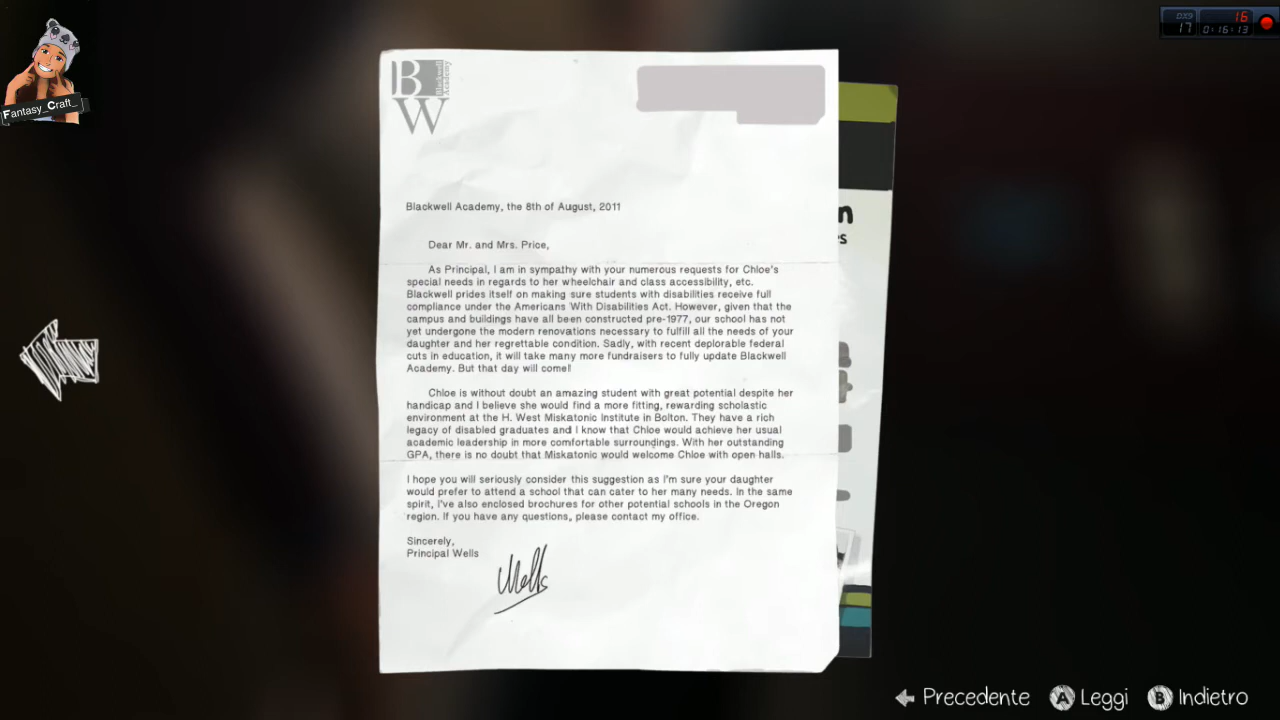 Fantasy_Craft_
DX9
17
16
0:16:13
B
Blackwell
Academy
W
n
s
Blackwell Academy, the 8th of August, 2011
Dear Mr. and Mrs. Price,
As Principal, I am in sympathy with your numerous requests for Chloe's
special needs in regards to her wheelchair and class accessibility, etc.
Blackwell prides itself on making sure students with disabilities receive full
compliance under the Americans With Disabilities Act. However, given that the
campus and buildings have all been constructed pre-1977, our school has not
yet undergone the modern renovations necessary to fulfill all the needs of your
daughter and her regrettable condition. Sadly, with recent deplorable federal
cuts in education, it will take many more fundraisers to fully update Blackwell
Academy. But that day will come!
Chloe is without doubt an amazing student with great potential despite her
handicap and I believe she would find a more fitting, rewarding scholastic
environment at the H. West Miskatonic Institute in Bolton. They have a rich
legacy of disabled graduates and I know that Chloe would achieve her usual
academic leadership in more comfortable surroundings. With her outstanding
GPA, there is no doubt that Miskatonic would welcome Chloe with open halls.
I hope you will seriously consider this suggestion as I'm sure your daughter
would prefer to attend a school that can cater to her many needs. In the same
spirit, I've also enclosed brochures for other potential schools in the Oregon
region. If you have any questions, please contact my office.
Sincerely,
Principal Wells
Wells
Precedente A Leggi B Indietro